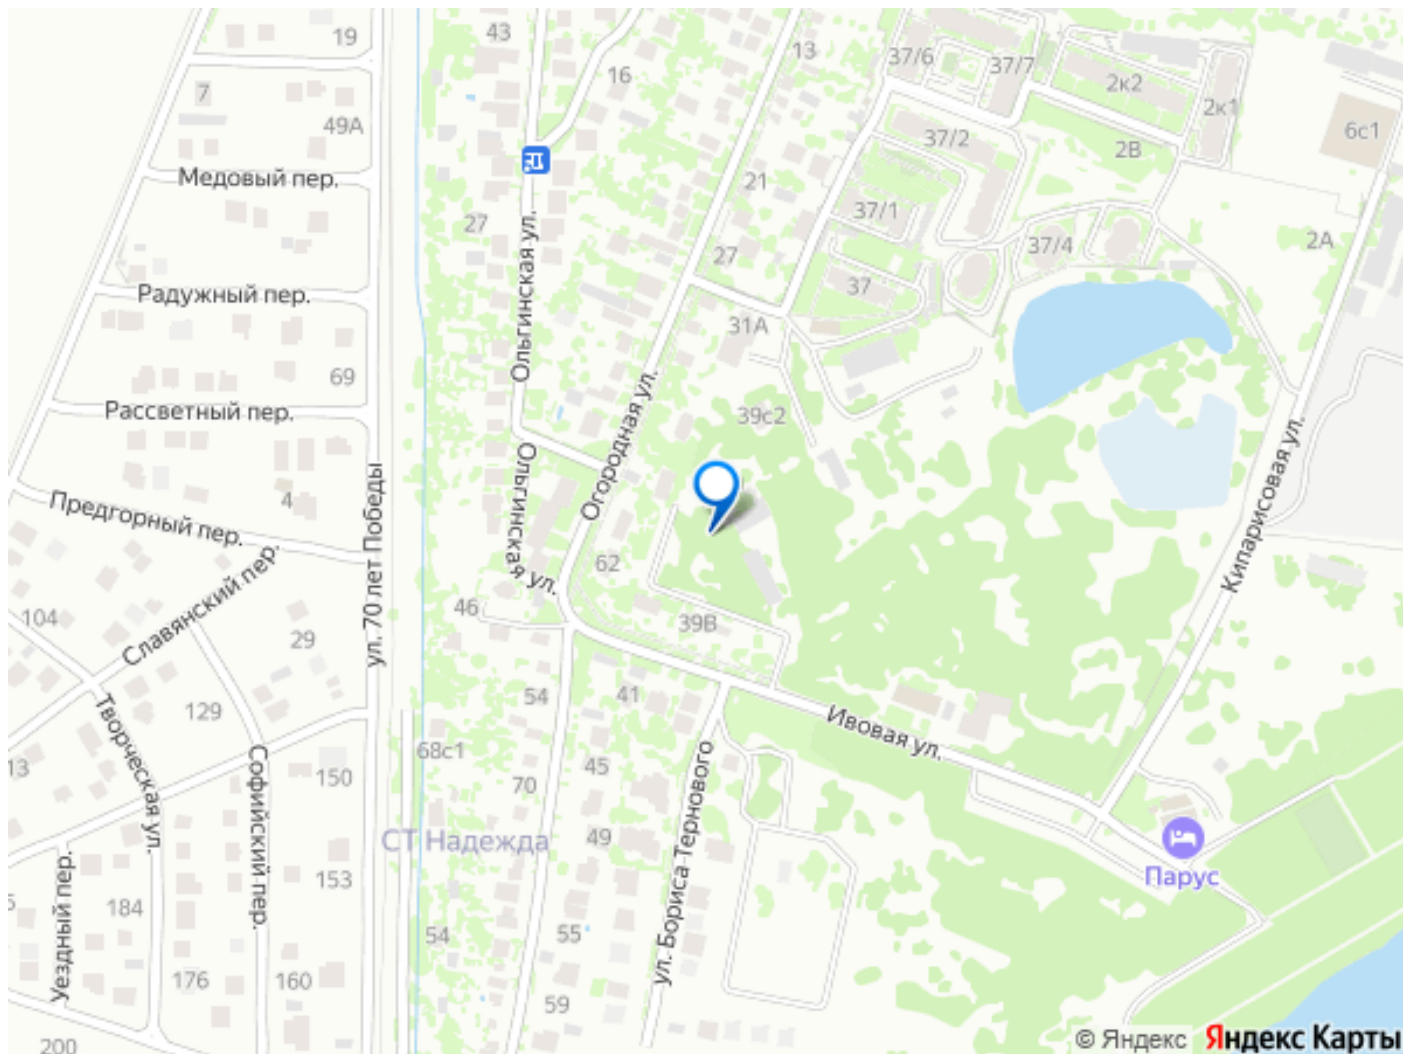 43
19
13
37/6
37/7
16
2к2
7
2к1
49А
6с1
37/2
2В
Медовый пер.
21
37/1
27
Ольгинская ул.
27
37/4
2А
Радужный пер.
37
31А
69
Рассветный пер.
Огородная ул.
39с2
Ольгинская ул.
Кипарисовая ул.
4
Предгорный пер.
ул. 70 лет Победы
62
Славянский пер.
104
46
39В
29
54
41
129
Творческая ул.
Ивовая ул.
68с1
Софийский пер.
13
150
45
70
ул. Бориса Тернового
СТ Надежда
49
153
Парус
184
Уездный пер.
54
55
176
160
59
200
© Яндекс Яндекс Карты